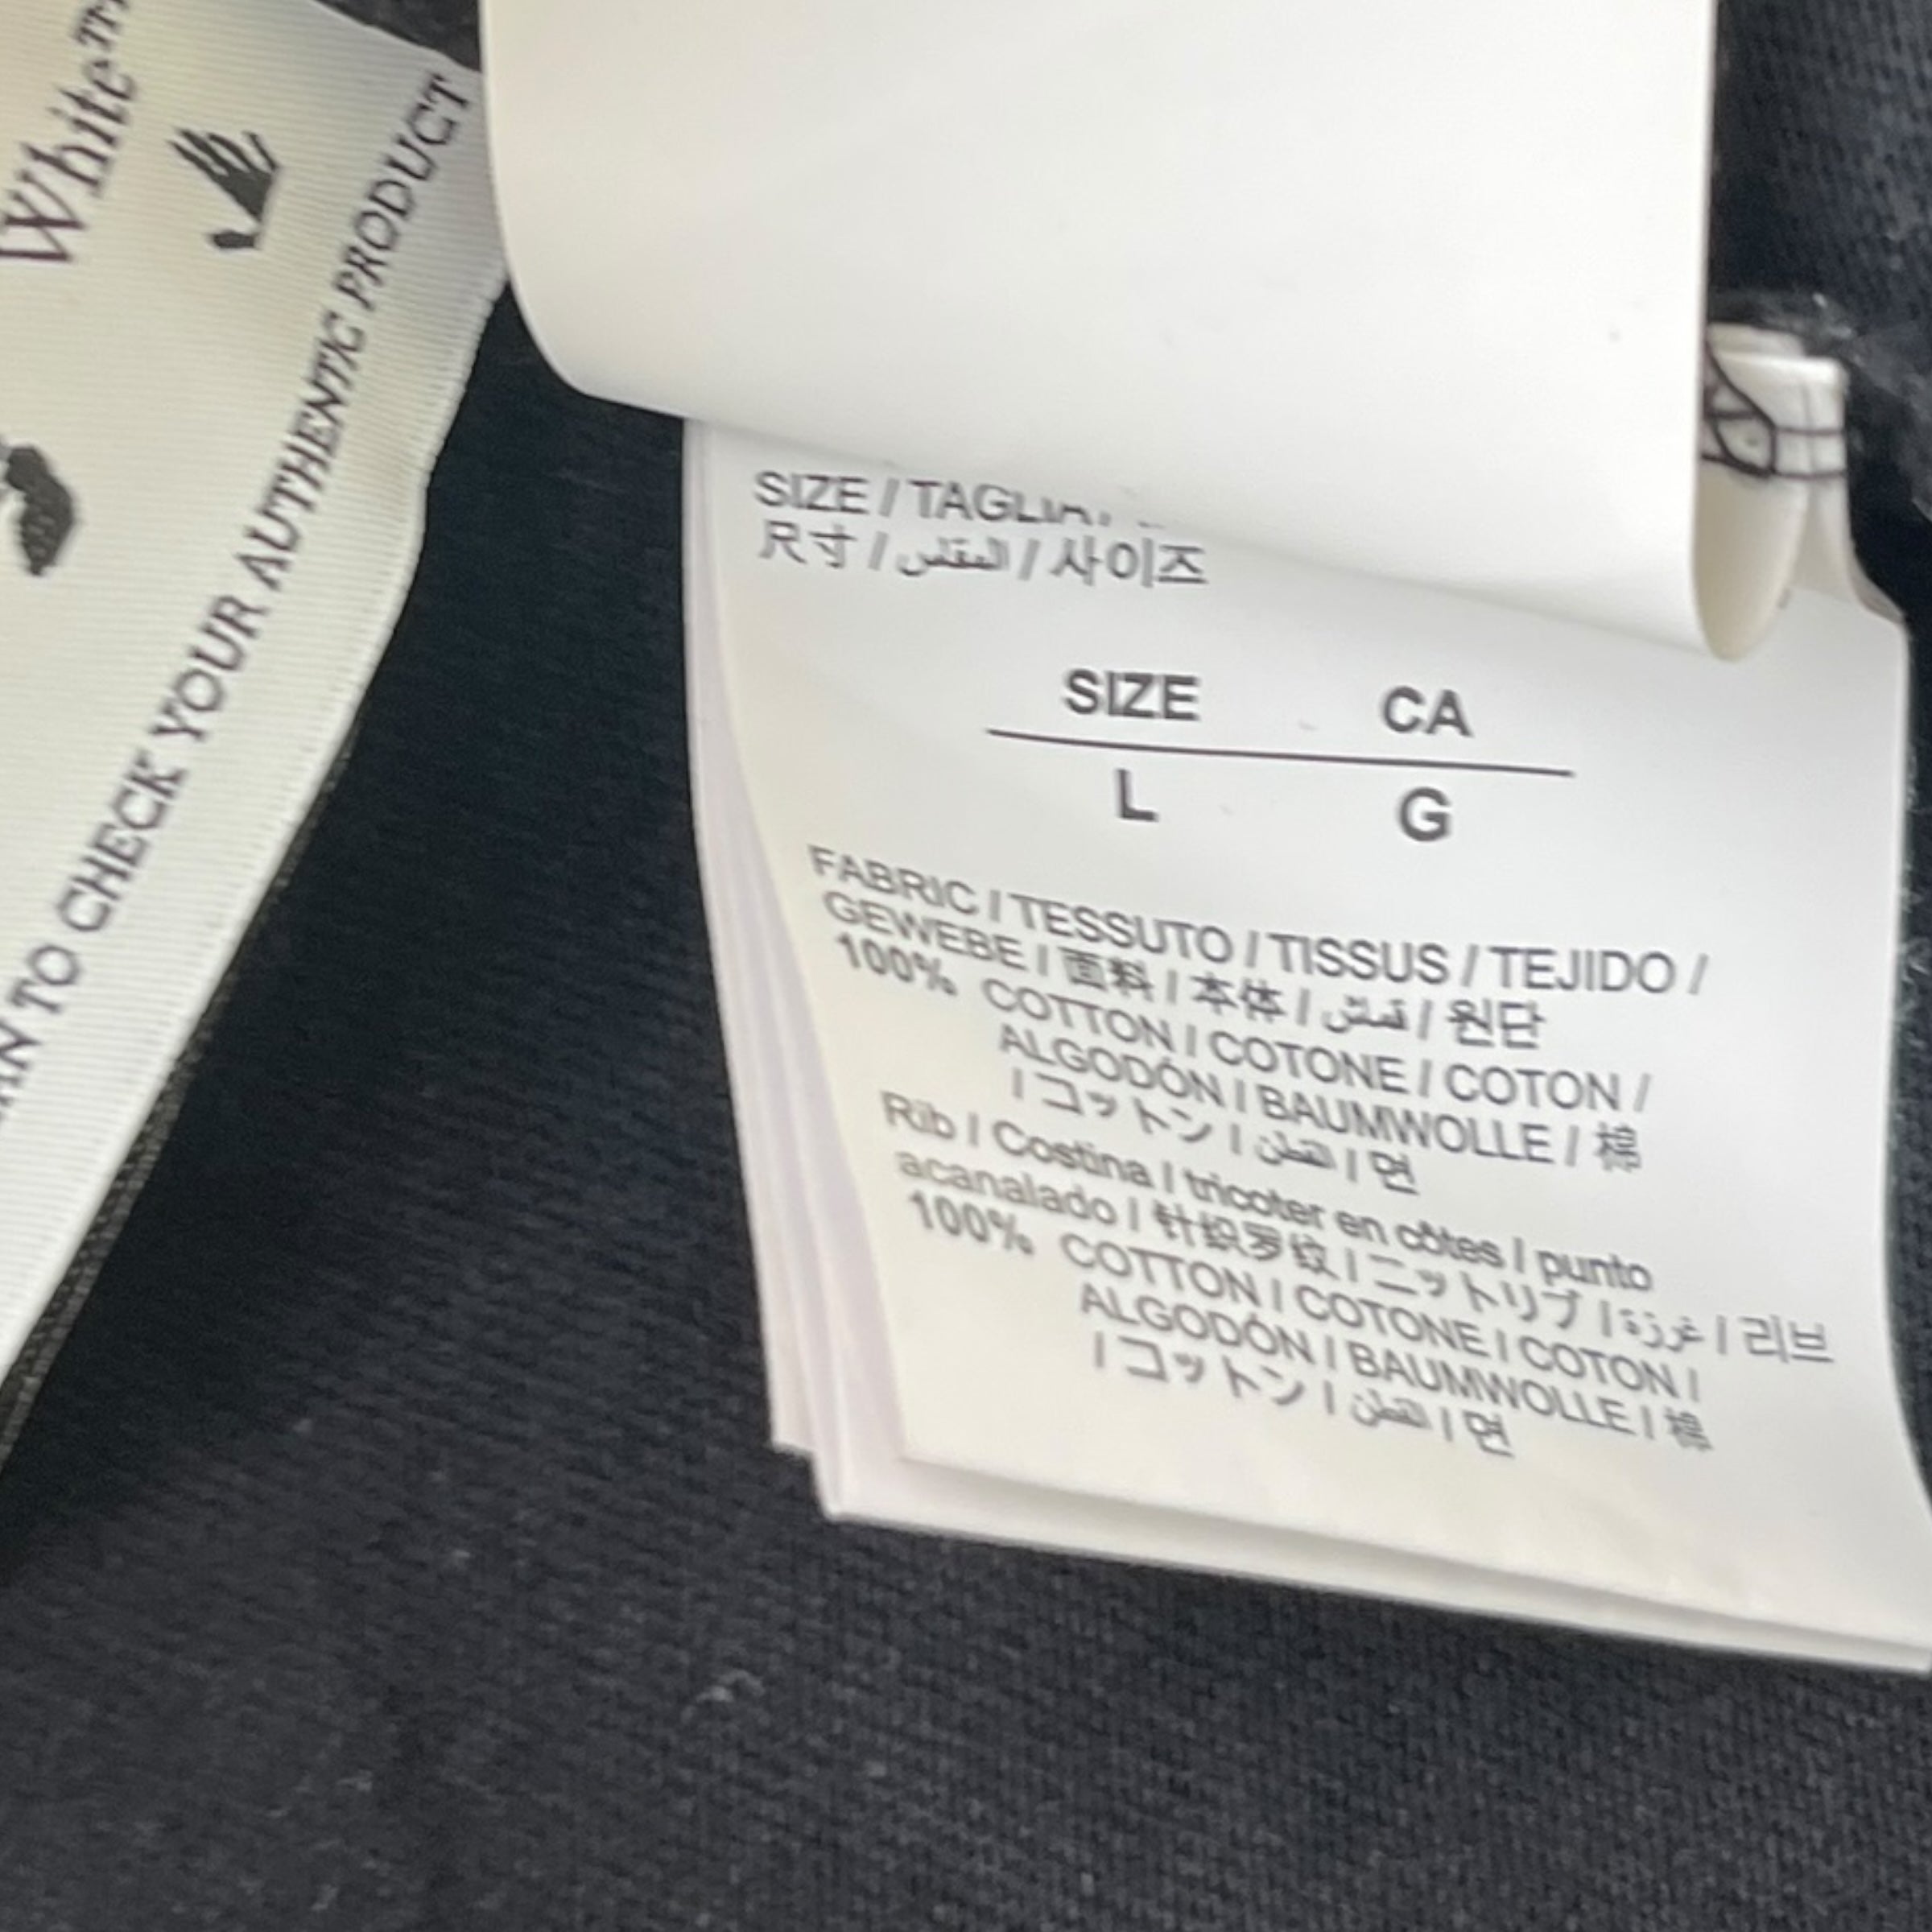 White™
AN TO CHECK YOUR AUTHENTIC PRODUCT
SIZE / TAGLIA /
尺寸 / المقاس / 사이즈
SIZE CA
L G
FABRIC / TESSUTO / TISSUS / TEJIDO /
GEWEBE / 面料 / 本体 / قماش / 원단
100% COTTON / COTONE / COTON /
ALGODÓN / BAUMWOLLE / 棉
/ コットン / القطن / 면
Rib / Costina / tricoter en côtes / punto
acanalado / 针织罗纹 / ニットリブ / غرزة / 리브
100% COTTON / COTONE / COTON /
ALGODÓN / BAUMWOLLE / 棉
/ コットン / القطن / 면